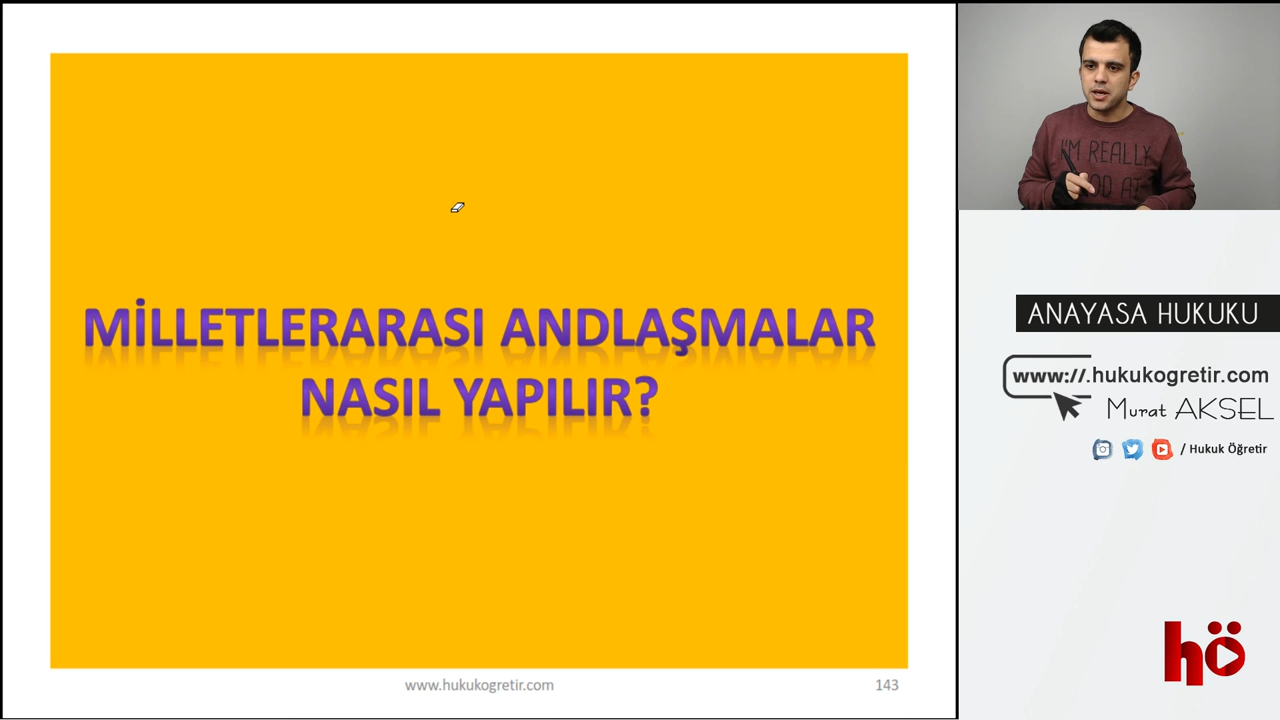 MİLLETLERARASI ANDLAŞMALAR
NASIL YAPILIR?
www.hukukogretir.com
143
I'M REALLY
ANAYASA HUKUKU
www://.hukukogretir.com
Murat AKSEL
/ Hukuk Öğretir
hö